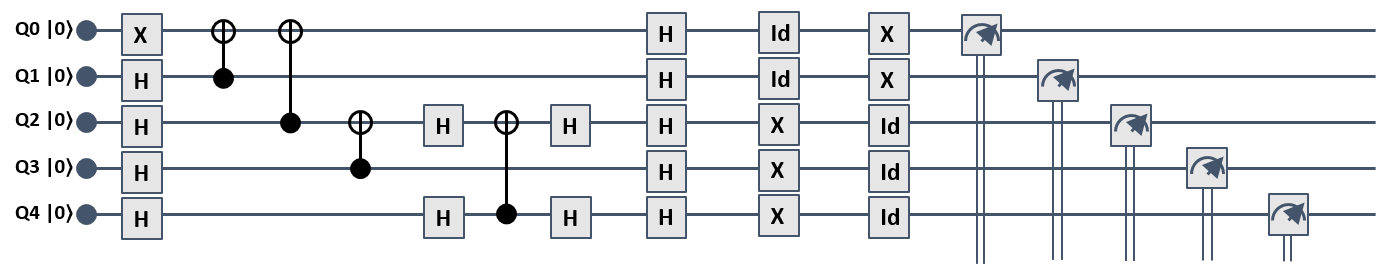 Q0 |0⟩ X H Id X
Q1 |0⟩ H H Id X
Q2 |0⟩ H H H H X Id
Q3 |0⟩ H H X Id
Q4 |0⟩ H H H H X Id